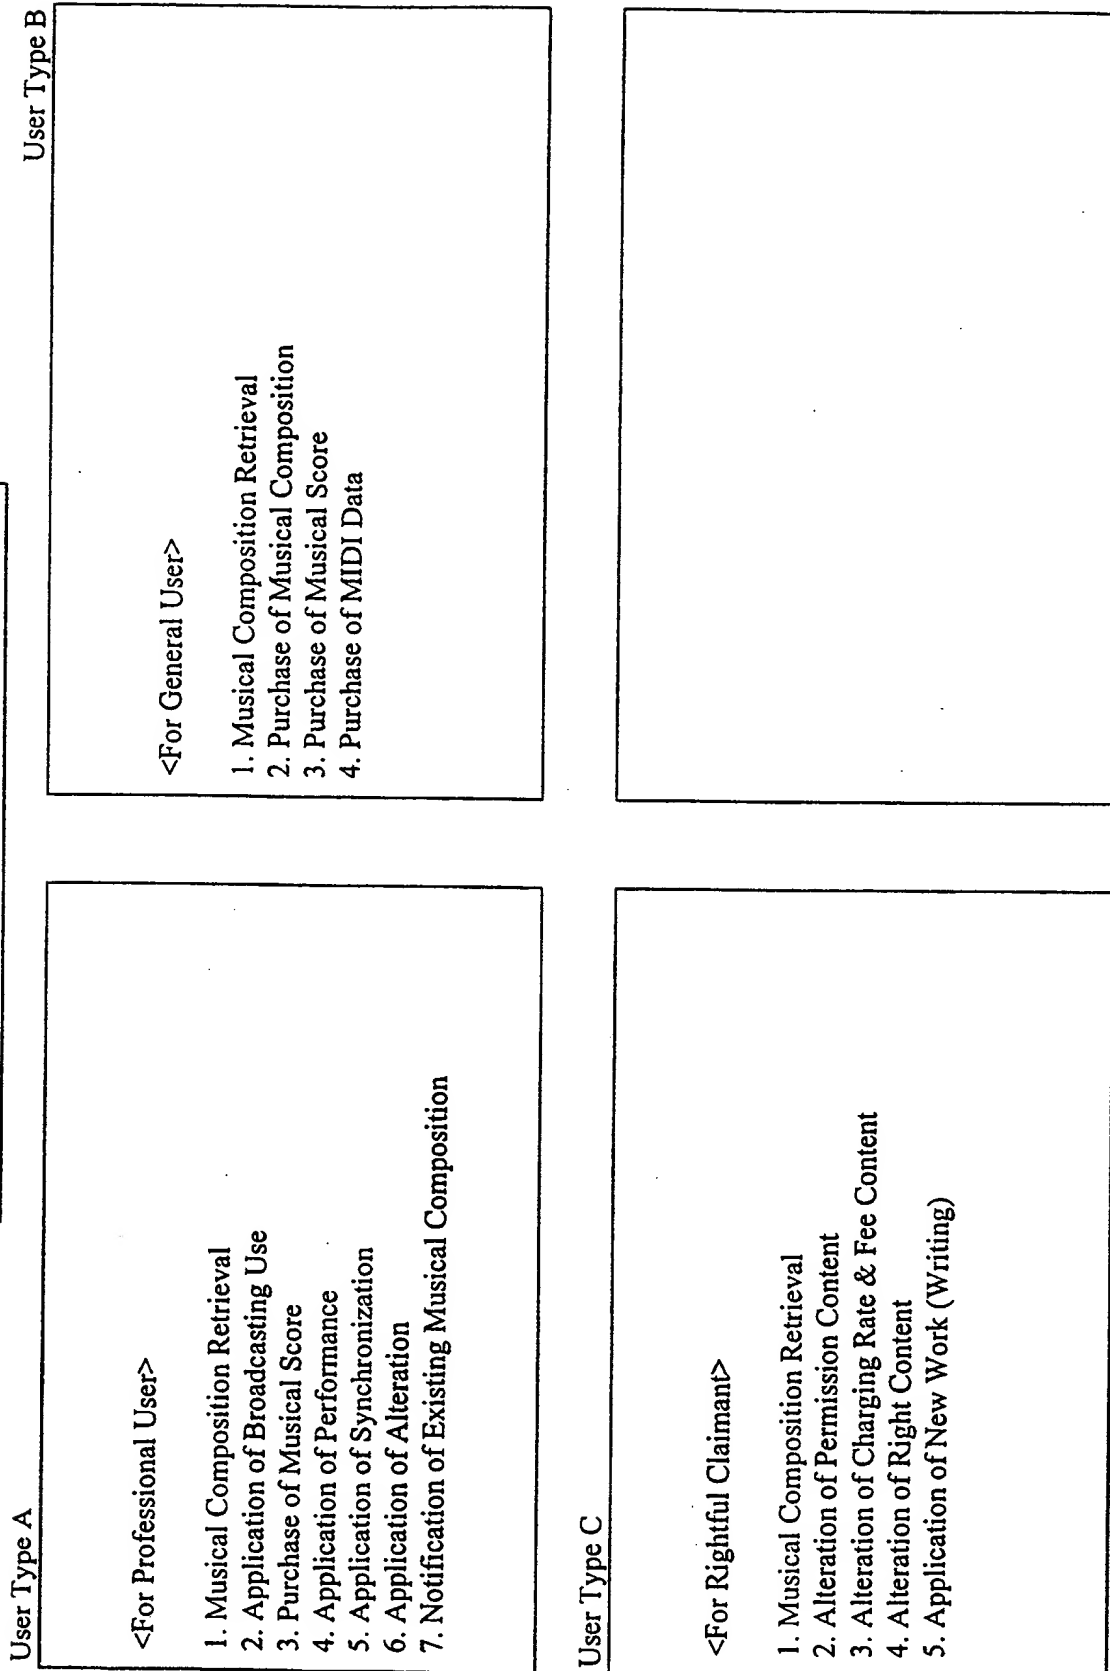 User Type A
<For Professional User>
1. Musical Composition Retrieval
2. Application of Broadcasting Use
3. Purchase of Musical Score
4. Application of Performance
5. Application of Synchronization
6. Application of Alteration
7. Notification of Existing Musical Composition
User Type B
<For General User>
1. Musical Composition Retrieval
2. Purchase of Musical Composition
3. Purchase of Musical Score
4. Purchase of MIDI Data
User Type C
<For Rightful Claimant>
1. Musical Composition Retrieval
2. Alteration of Permission Content
3. Alteration of Charging Rate & Fee Content
4. Alteration of Right Content
5. Application of New Work (Writing)